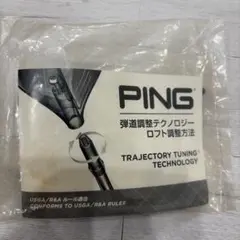 PING
弾道調整テクノロジー
ロフト調整方法
TRAJECTORY TUNING
TECHNOLOGY
USGA/R&A ルール適合
CONFORMS TO USGA/R&A RULES